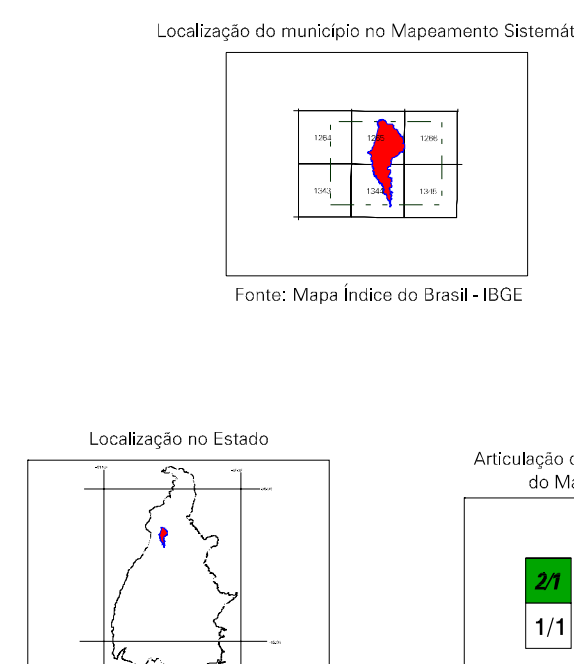 Localização do município no Mapeamento Sistemát
1264 1265 1266
1343 1344 1345
Fonte: Mapa Índice do Brasil - IBGE
Localização no Estado
Articulação d
do Ma
2/1
1/1